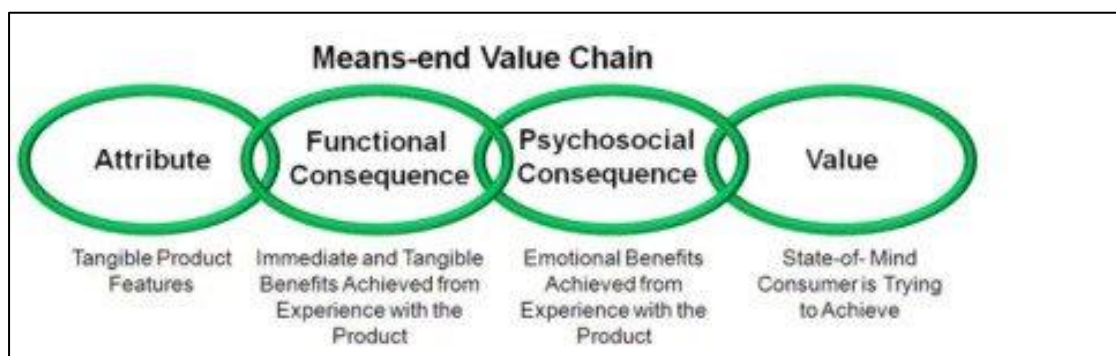 Means-end Value Chain
Attribute
Functional
Consequence
Psychosocial
Consequence
Value
Tangible Product
Features
Immediate and Tangible
Benefits Achieved from
Experience with the
Product
Emotional Benefits
Achieved from
Experience with the
Product
State-of- Mind
Consumer is Trying
to Achieve